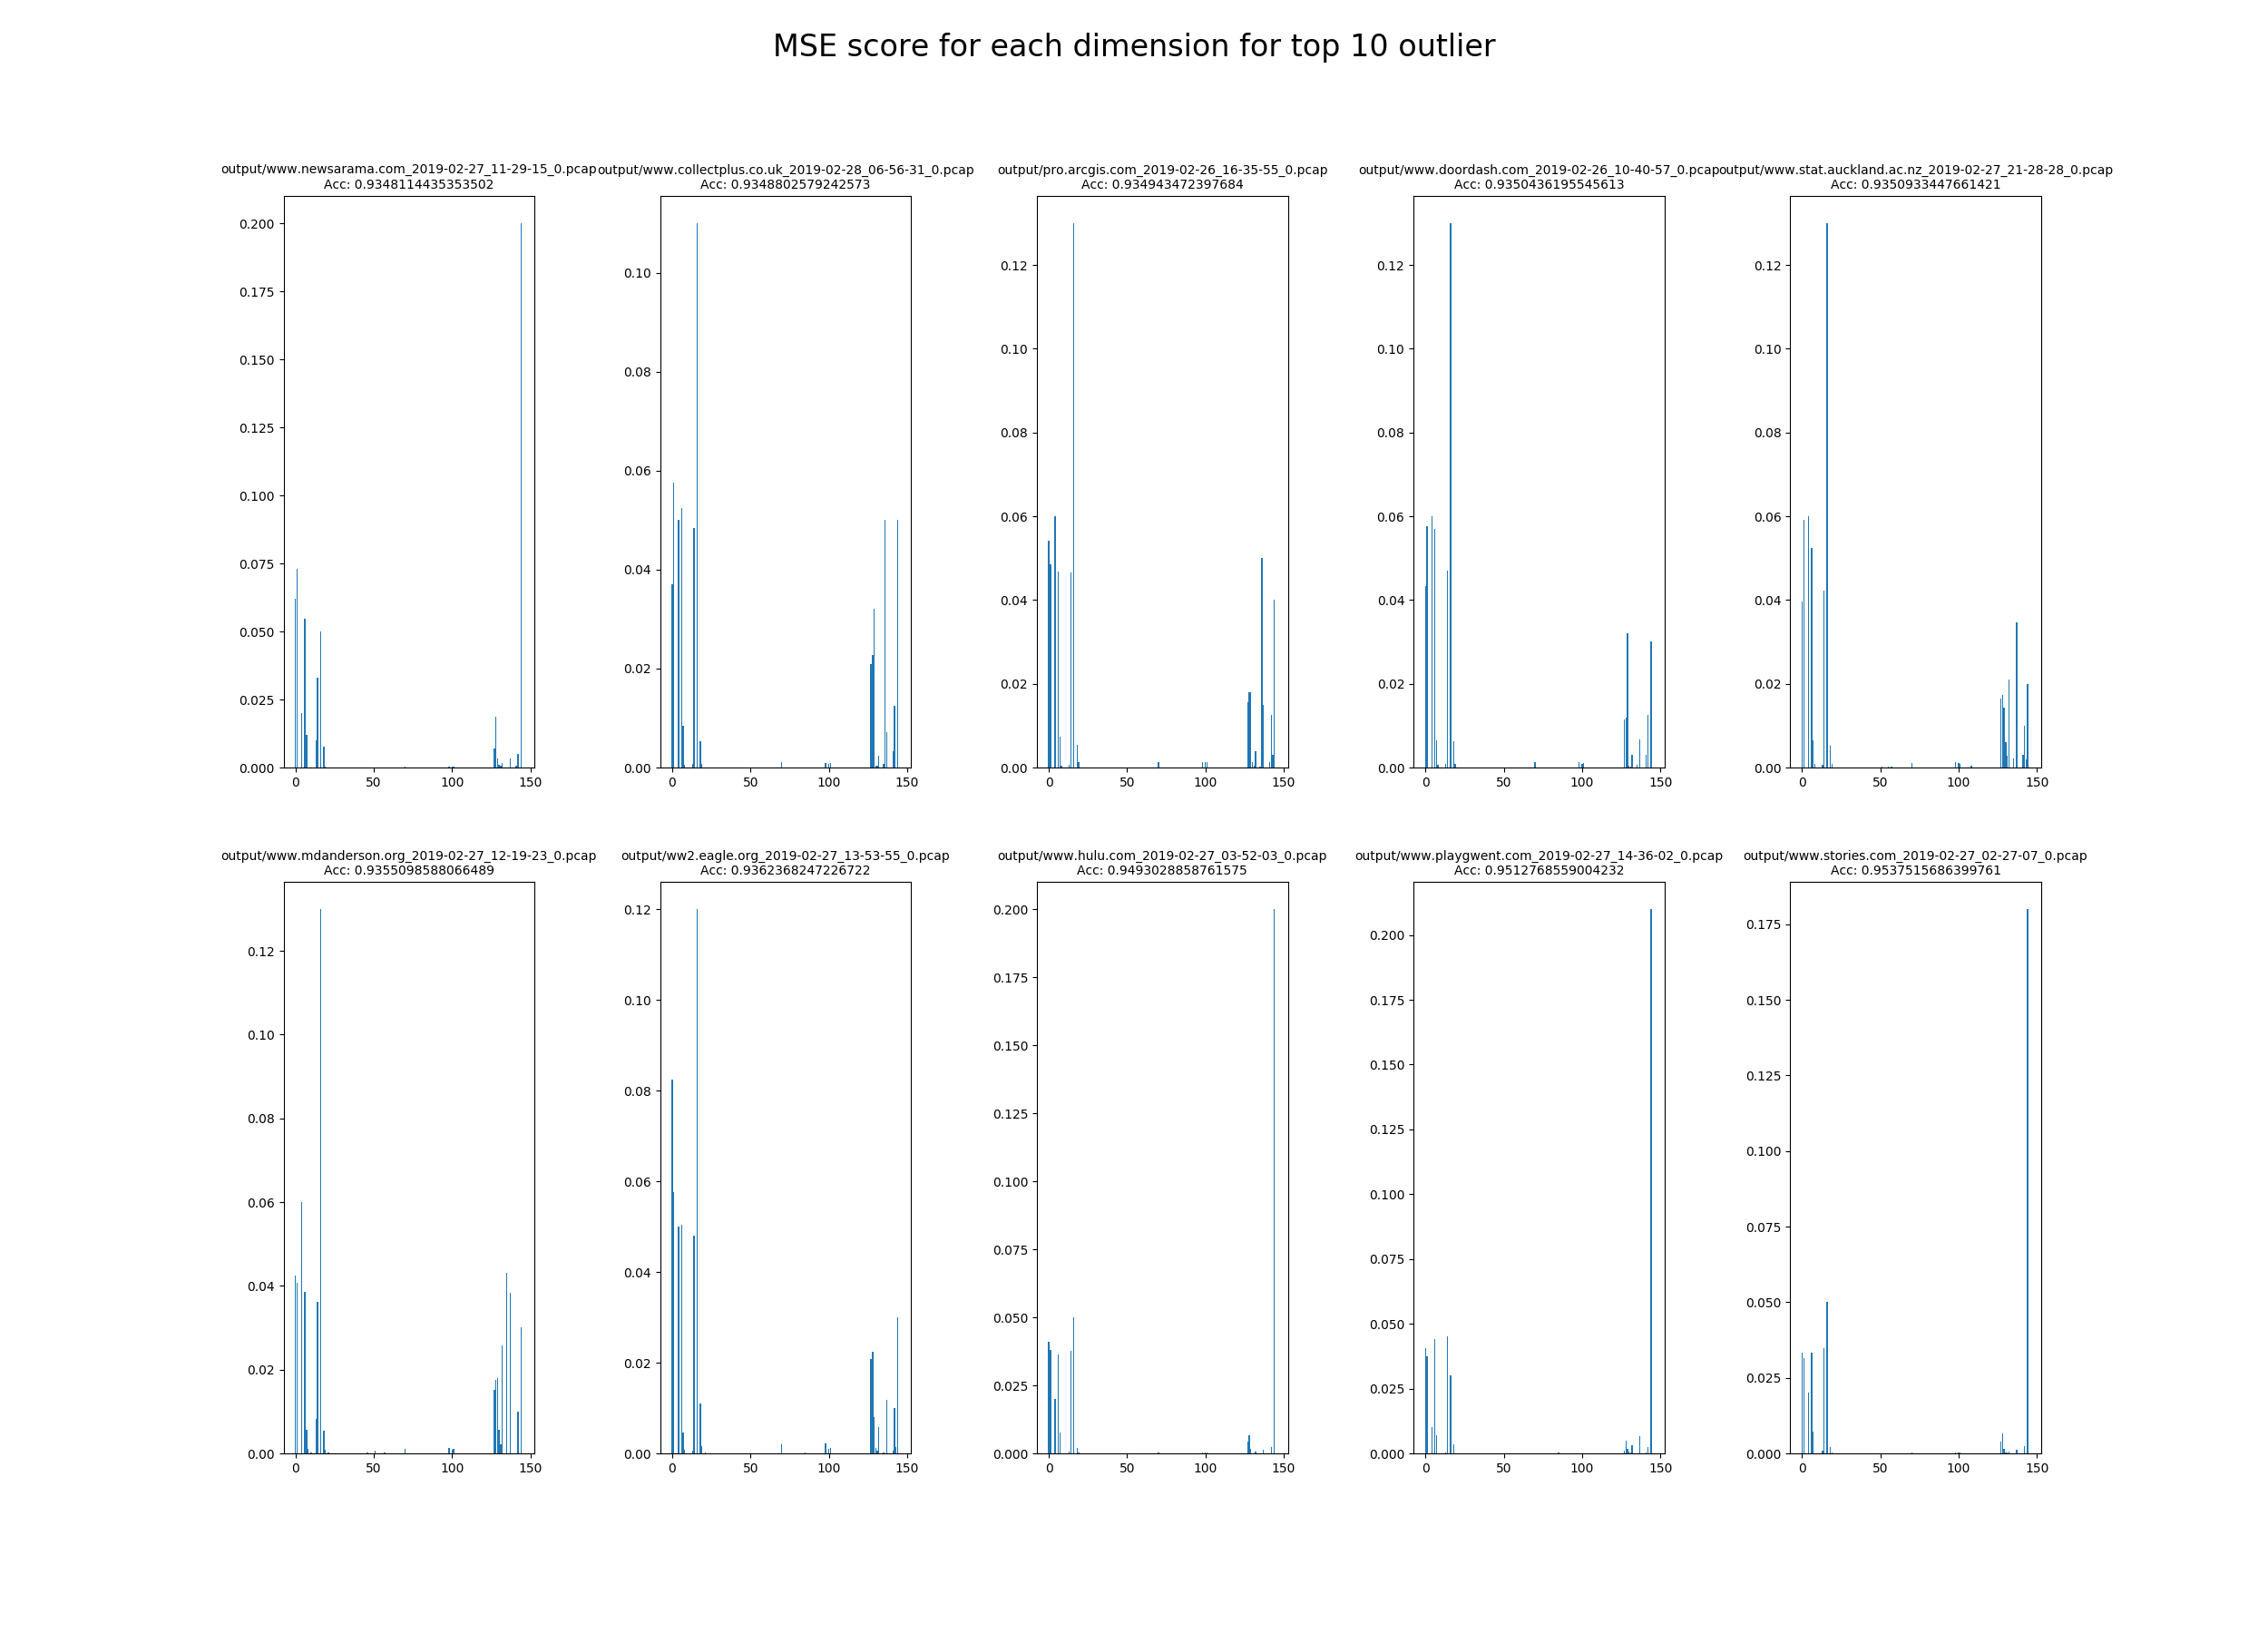 MSE score for each dimension for top 10 outlier
output/www.newsarama.com_2019-02-27_11-29-15_0.pcap
Acc: 0.9348114435353502
0.200
0.175
0.150
0.125
0.100
0.075
0.050
0.025
0.000
0 50 100 150
output/www.collectplus.co.uk_2019-02-28_06-56-31_0.pcap
Acc: 0.9348802579242573
0.10
0.08
0.06
0.04
0.02
0.00
0 50 100 150
output/pro.arcgis.com_2019-02-26_16-35-55_0.pcap
Acc: 0.9349434723976​84
0.12
0.10
0.08
0.06
0.04
0.02
0.00
0 50 100 150
output/www.doordash.com_2019-02-26_10-40-57_0.pcap
Acc: 0.9350436195545613
0.12
0.10
0.08
0.06
0.04
0.02
0.00
0 50 100 150
output/www.stat.auckland.ac.nz_2019-02-27_21-28-28_0.pcap
Acc: 0.9350933447661421
0.12
0.10
0.08
0.06
0.04
0.02
0.00
0 50 100 150
output/www.mdanderson.org_2019-02-27_12-19-23_0.pcap
Acc: 0.9355098588066489
0.12
0.10
0.08
0.06
0.04
0.02
0.00
0 50 100 150
output/ww2.eagle.org_2019-02-27_13-53-55_0.pcap
Acc: 0.9362368247226722
0.12
0.10
0.08
0.06
0.04
0.02
0.00
0 50 100 150
output/www.hulu.com_2019-02-27_03-52-03_0.pcap
Acc: 0.9493028858761575
0.200
0.175
0.150
0.125
0.100
0.075
0.050
0.025
0.000
0 50 100 150
output/www.playgwent.com_2019-02-27_14-36-02_0.pcap
Acc: 0.9512768559004232
0.200
0.175
0.150
0.125
0.100
0.075
0.050
0.025
0.000
0 50 100 150
output/www.stories.com_2019-02-27_02-27-07_0.pcap
Acc: 0.9537515686399761
0.175
0.150
0.125
0.100
0.075
0.050
0.025
0.000
0 50 100 150